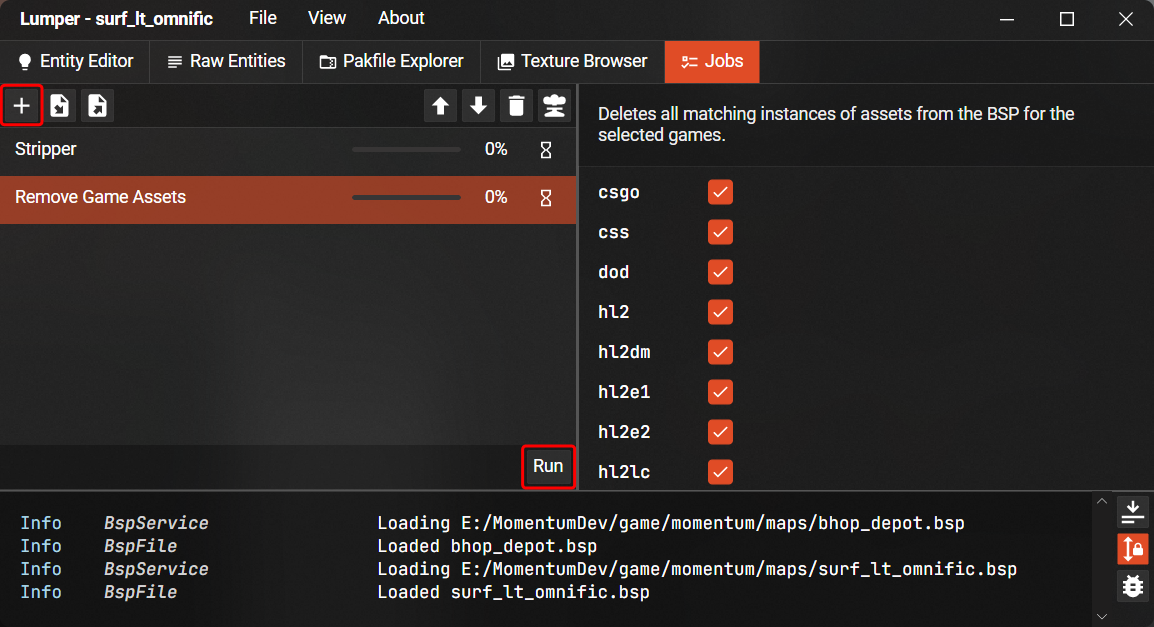 Lumper - surf_lt_omnific File View About
Entity Editor Raw Entities Pakfile Explorer Texture Browser Jobs
Stripper 0%
Remove Game Assets 0%
Run
Deletes all matching instances of assets from the BSP for the
selected games.
csgo
css
dod
hl2
hl2dm
hl2e1
hl2e2
hl2lc
Info BspService Loading E:/MomentumDev/game/momentum/maps/bhop_depot.bsp
Info BspFile Loaded bhop_depot.bsp
Info BspService Loading E:/MomentumDev/game/momentum/maps/surf_lt_omnific.bsp
Info BspFile Loaded surf_lt_omnific.bsp